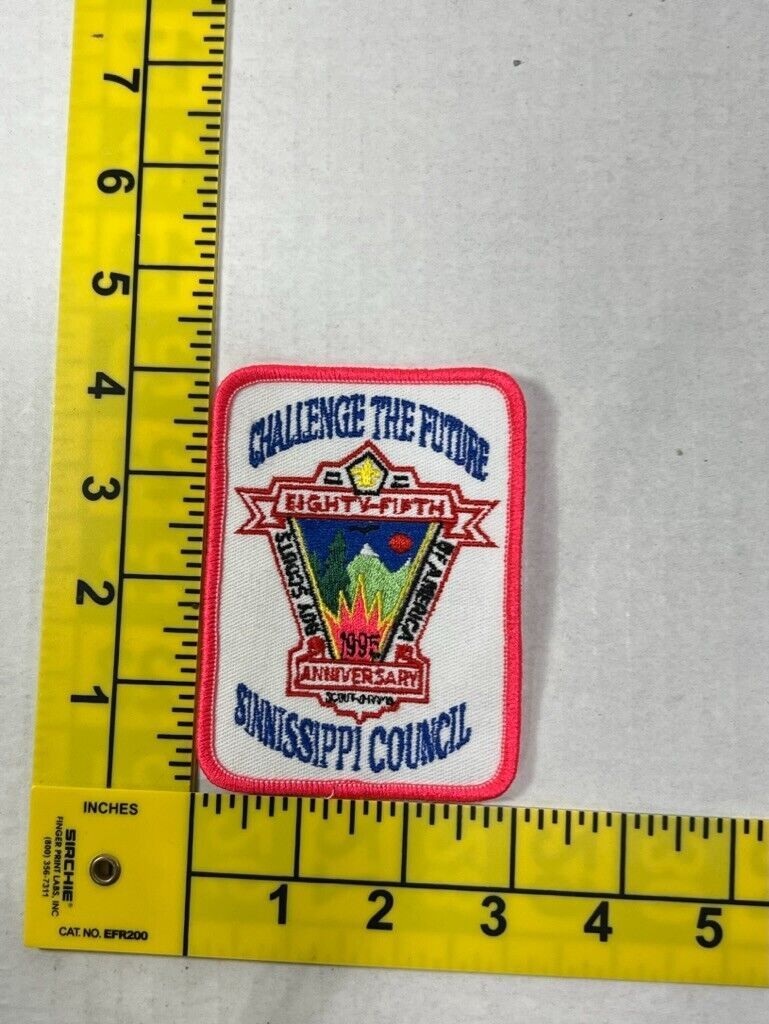 7
6
5
4
3
2
1
CHALLENGE THE FUTURE
EIGHTY-FIFTH
BOY SCOUTS
OF AMERICA
1995
ANNIVERSARY
SCOUT-O-RAMA
SINNISSIPPI COUNCIL
INCHES
SIRCHIE®
FINGER PRINT LABS, INC
(800) 356-7311
CAT. NO. EFR200
1 2 3 4 5